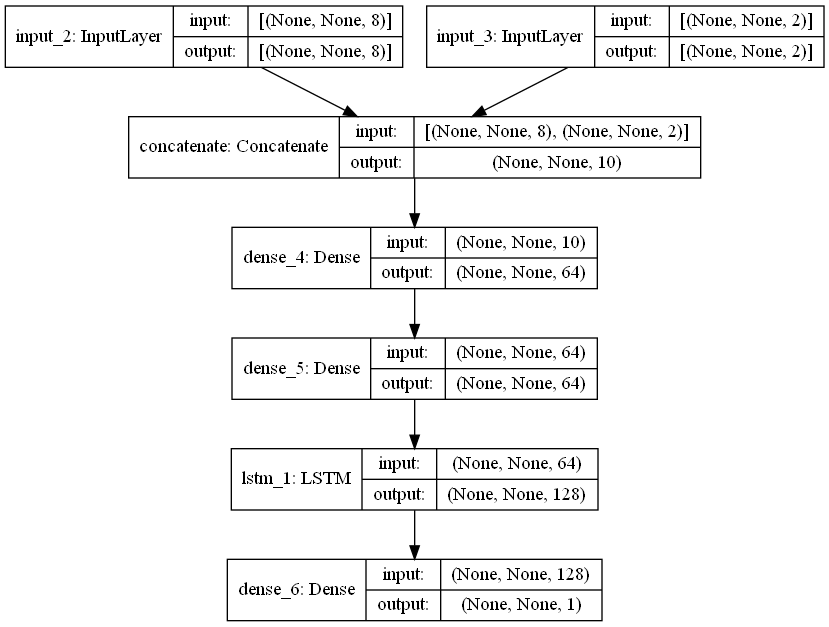 input_2: InputLayer
input: [(None, None, 8)]
output: [(None, None, 8)]
input_3: InputLayer
input: [(None, None, 2)]
output: [(None, None, 2)]
concatenate: Concatenate
input: [(None, None, 8), (None, None, 2)]
output: (None, None, 10)
dense_4: Dense
input: (None, None, 10)
output: (None, None, 64)
dense_5: Dense
input: (None, None, 64)
output: (None, None, 64)
lstm_1: LSTM
input: (None, None, 64)
output: (None, None, 128)
dense_6: Dense
input: (None, None, 128)
output: (None, None, 1)